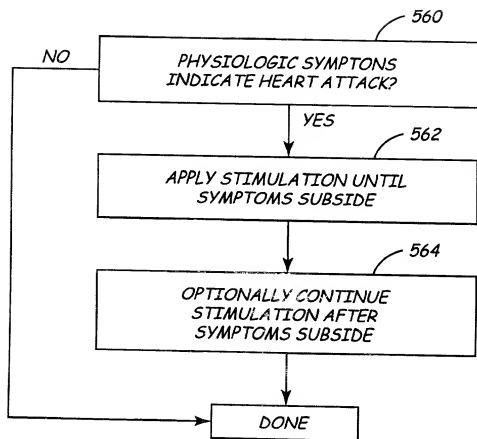 560
NO
PHYSIOLOGIC SYMPTONS
INDICATE HEART ATTACK?
YES
562
APPLY STIMULATION UNTIL
SYMPTOMS SUBSIDE
564
OPTIONALLY CONTINUE
STIMULATION AFTER
SYMPTOMS SUBSIDE
DONE